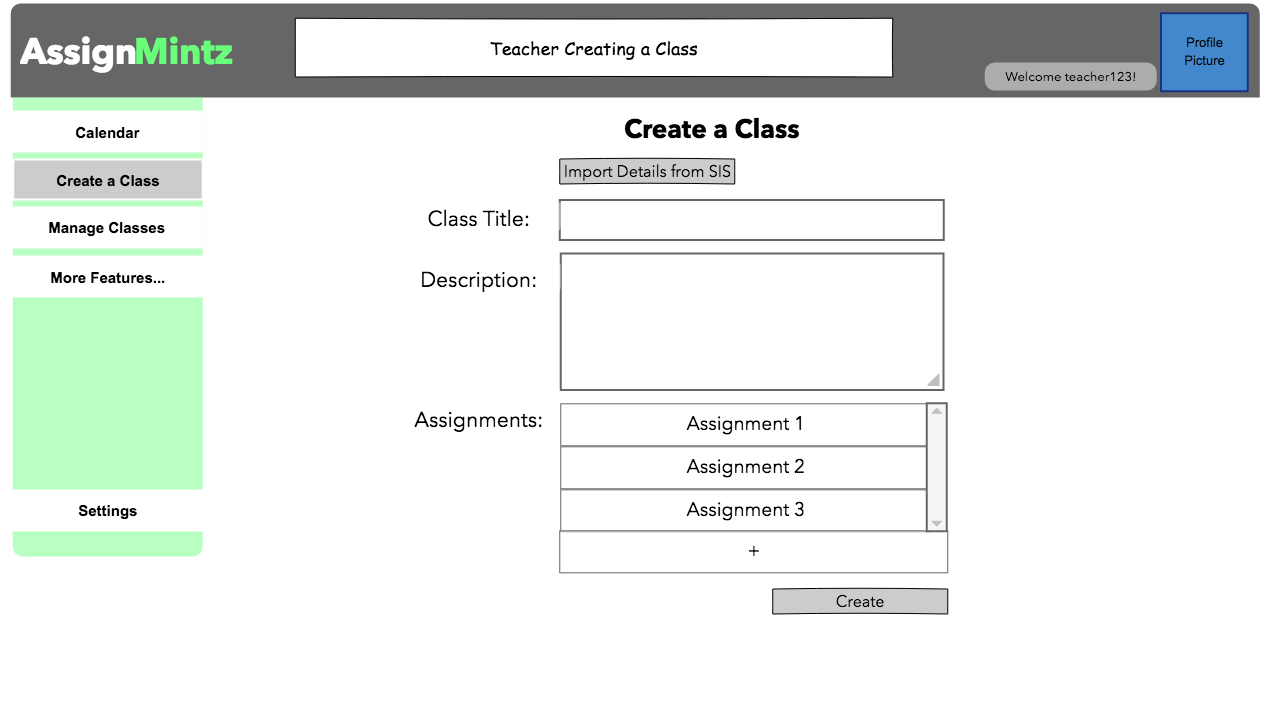 AssignMintz
Teacher Creating a Class
Welcome teacher123!
Profile
Picture
Calendar
Create a Class
Manage Classes
More Features...
Settings
Create a Class
Import Details from SIS
Class Title:
Description:
Assignments:
Assignment 1
Assignment 2
Assignment 3
+
Create